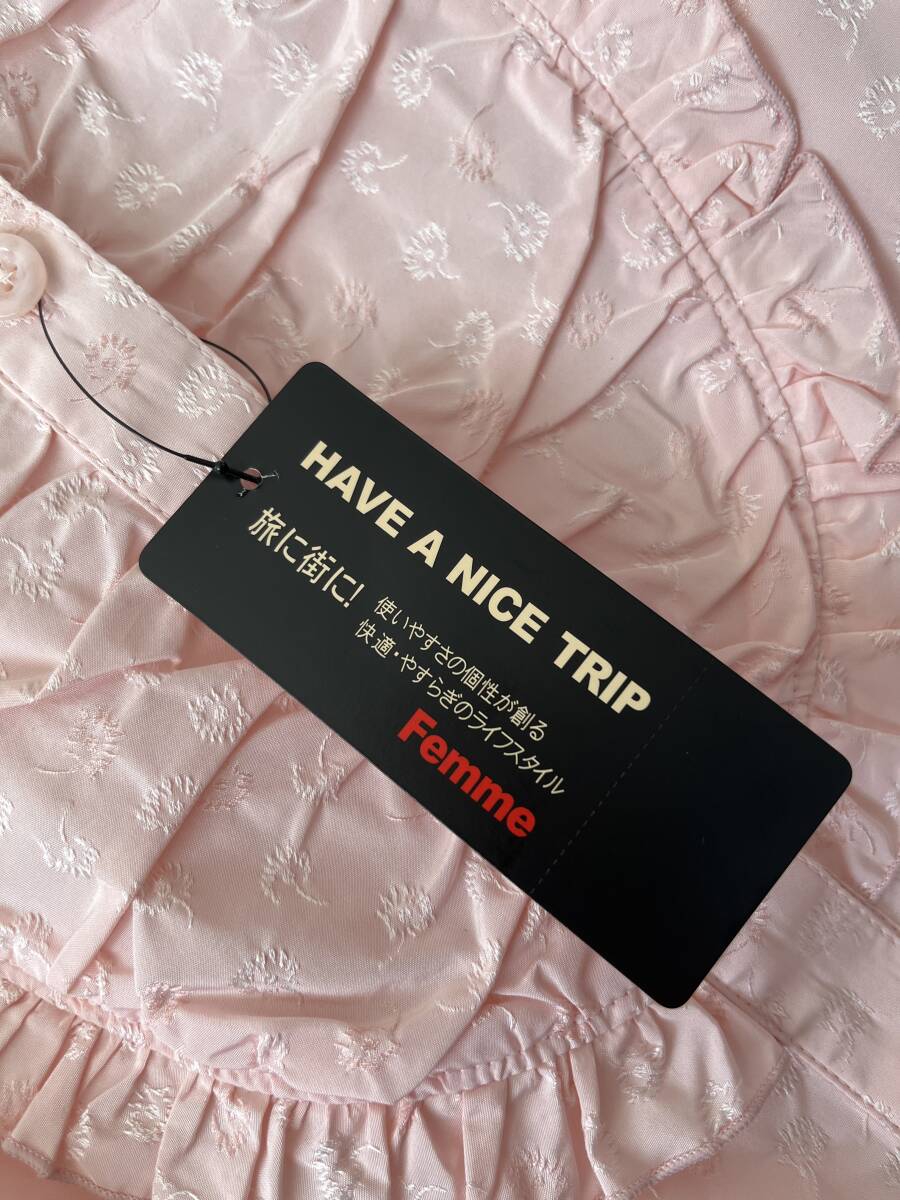 HAVE A NICE TRIP
旅に街に!
使いやすさの個性が創る
快適・やすらぎのライフスタイル
Femme